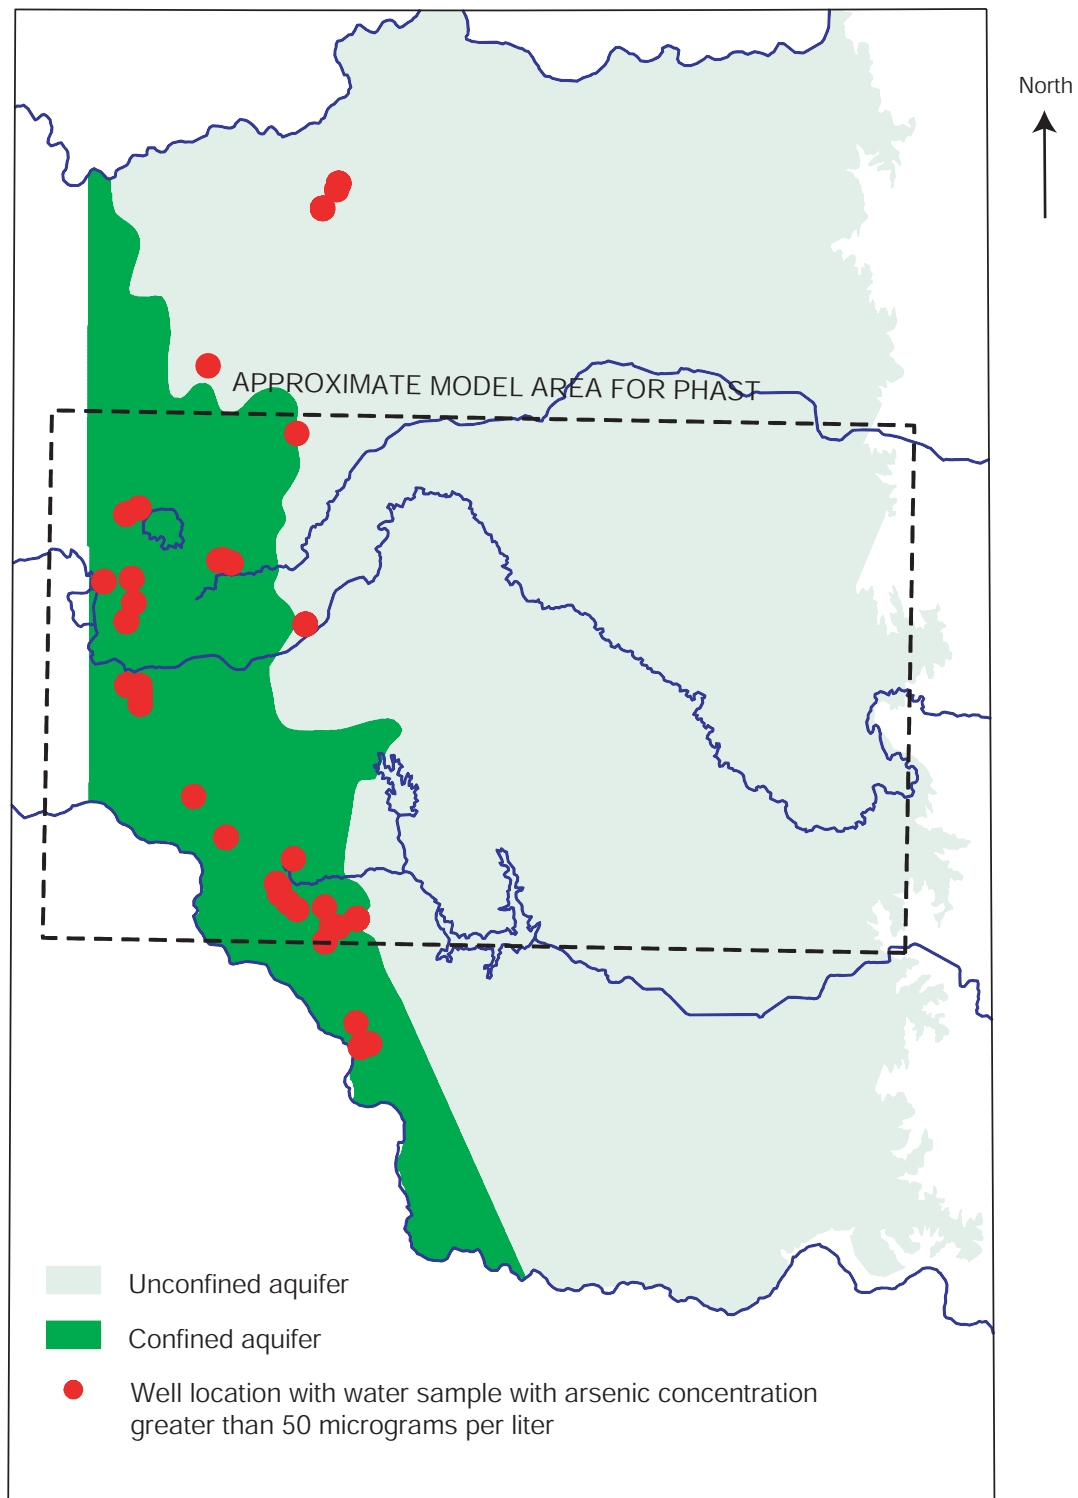 North
APPROXIMATE MODEL AREA FOR PHAST
Unconfined aquifer
Confined aquifer
Well location with water sample with arsenic concentration
greater than 50 micrograms per liter